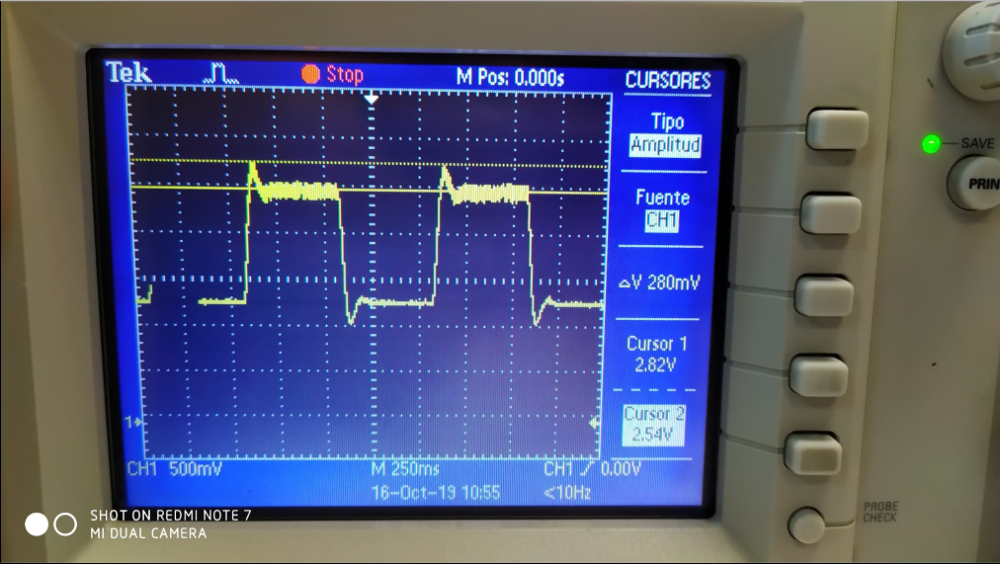 Tek Stop M Pos: 0.000s CURSORES
Tipo
Amplitud
Fuente
CH1
△V 280mV
Cursor 1
2.82V
Cursor 2
2.54V
1
CH1 500mV M 250ms CH1 0.00V
16-Oct-19 10:55 <10Hz
SAVE
PRIN
PROBE
CHECK
SHOT ON REDMI NOTE 7
MI DUAL CAMERA